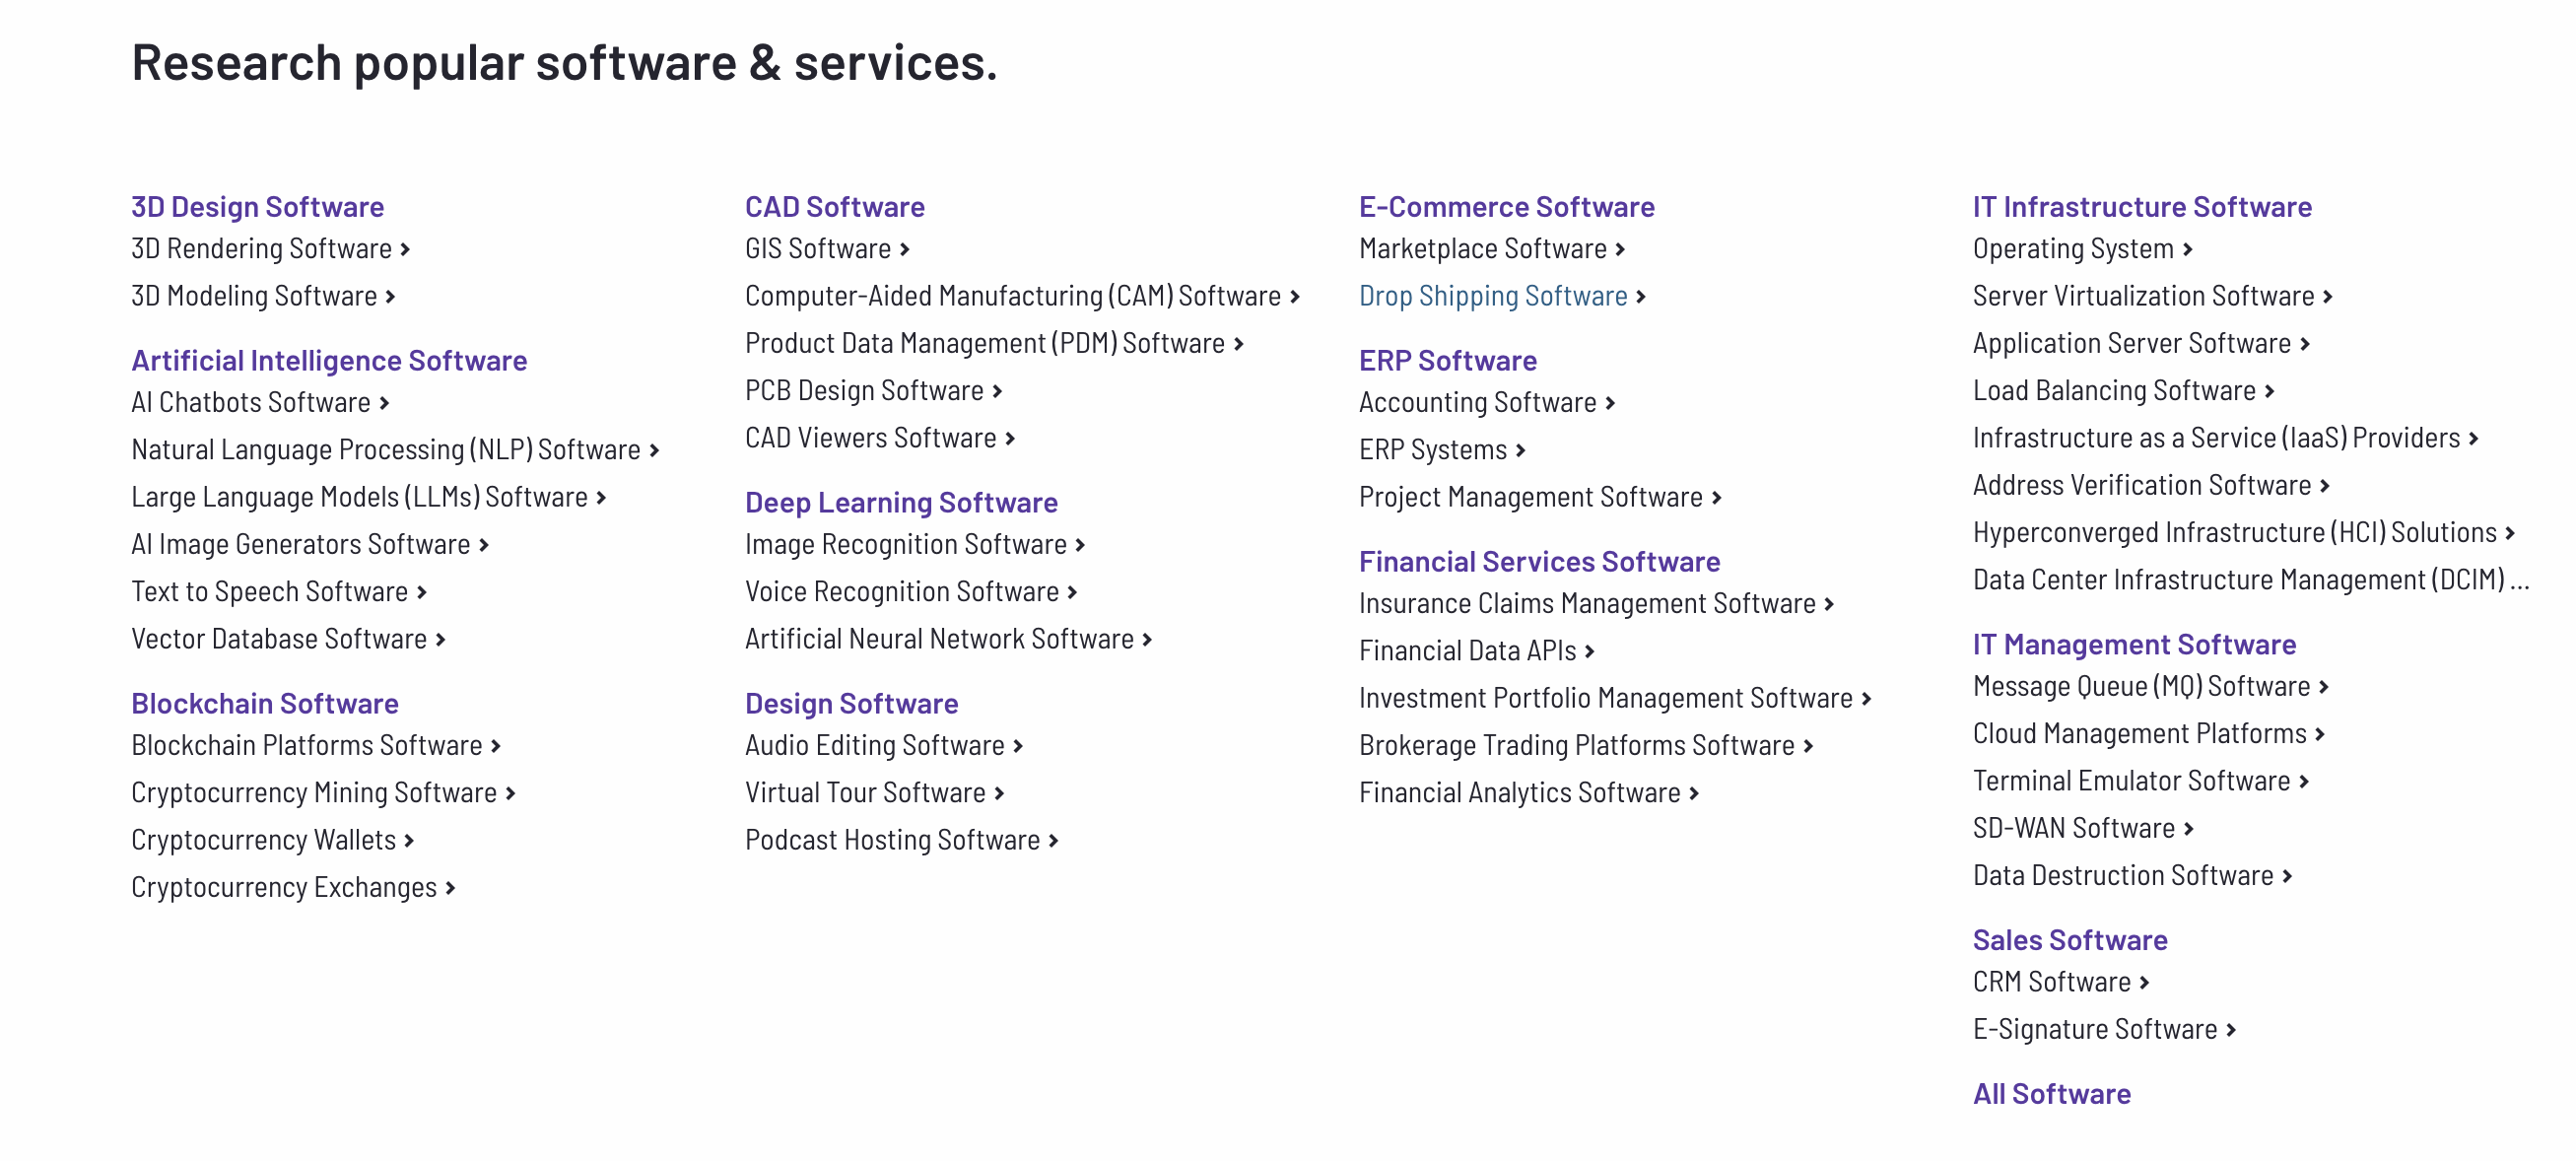 Research popular software & services.
3D Design Software
3D Rendering Software
3D Modeling Software
Artificial Intelligence Software
AI Chatbots Software
Natural Language Processing (NLP) Software
Large Language Models (LLMs) Software
AI Image Generators Software
Text to Speech Software
Vector Database Software
Blockchain Software
Blockchain Platforms Software
Cryptocurrency Mining Software
Cryptocurrency Wallets
Cryptocurrency Exchanges
CAD Software
GIS Software
Computer-Aided Manufacturing (CAM) Software
Product Data Management (PDM) Software
PCB Design Software
CAD Viewers Software
Deep Learning Software
Image Recognition Software
Voice Recognition Software
Artificial Neural Network Software
Design Software
Audio Editing Software
Virtual Tour Software
Podcast Hosting Software
E-Commerce Software
Marketplace Software
Drop Shipping Software
ERP Software
Accounting Software
ERP Systems
Project Management Software
Financial Services Software
Insurance Claims Management Software
Financial Data APIs
Investment Portfolio Management Software
Brokerage Trading Platforms Software
Financial Analytics Software
IT Infrastructure Software
Operating System
Server Virtualization Software
Application Server Software
Load Balancing Software
Infrastructure as a Service (IaaS) Providers
Address Verification Software
Hyperconverged Infrastructure (HCI) Solutions
Data Center Infrastructure Management (DCIM) ...
IT Management Software
Message Queue (MQ) Software
Cloud Management Platforms
Terminal Emulator Software
SD-WAN Software
Data Destruction Software
Sales Software
CRM Software
E-Signature Software
All Software